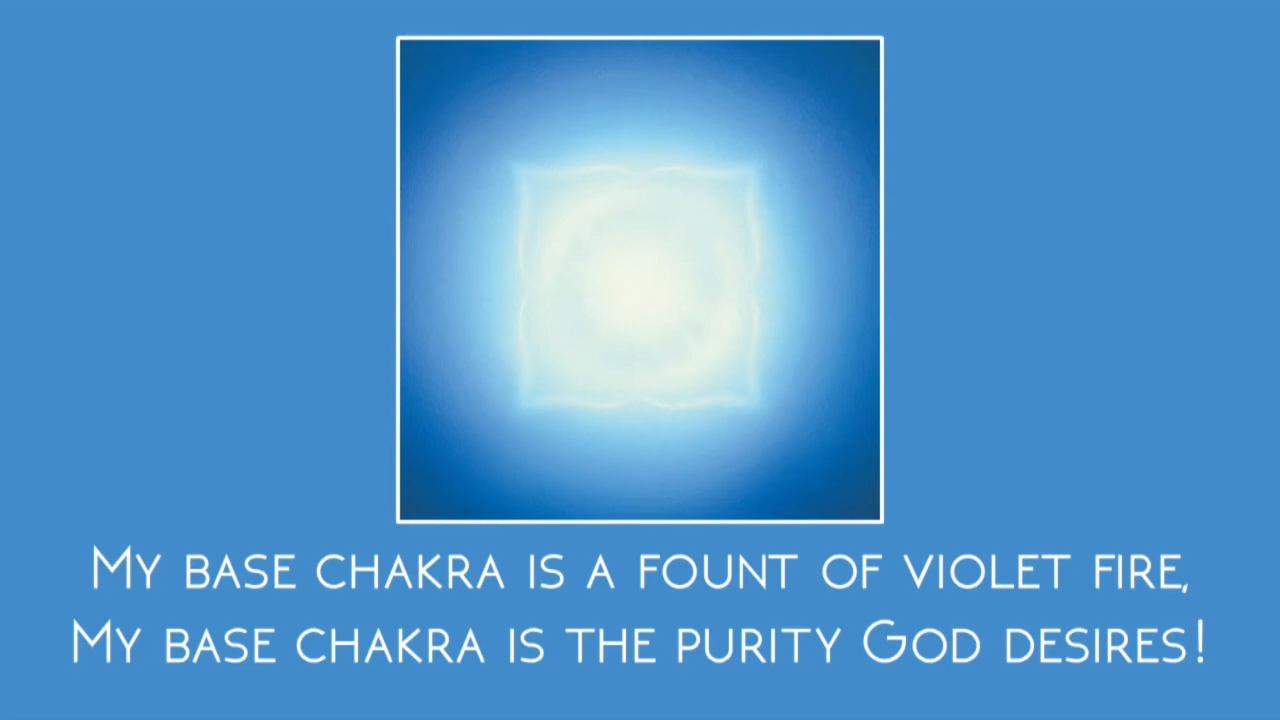 My base chakra is a fount of violet fire,
My base chakra is the purity God desires!